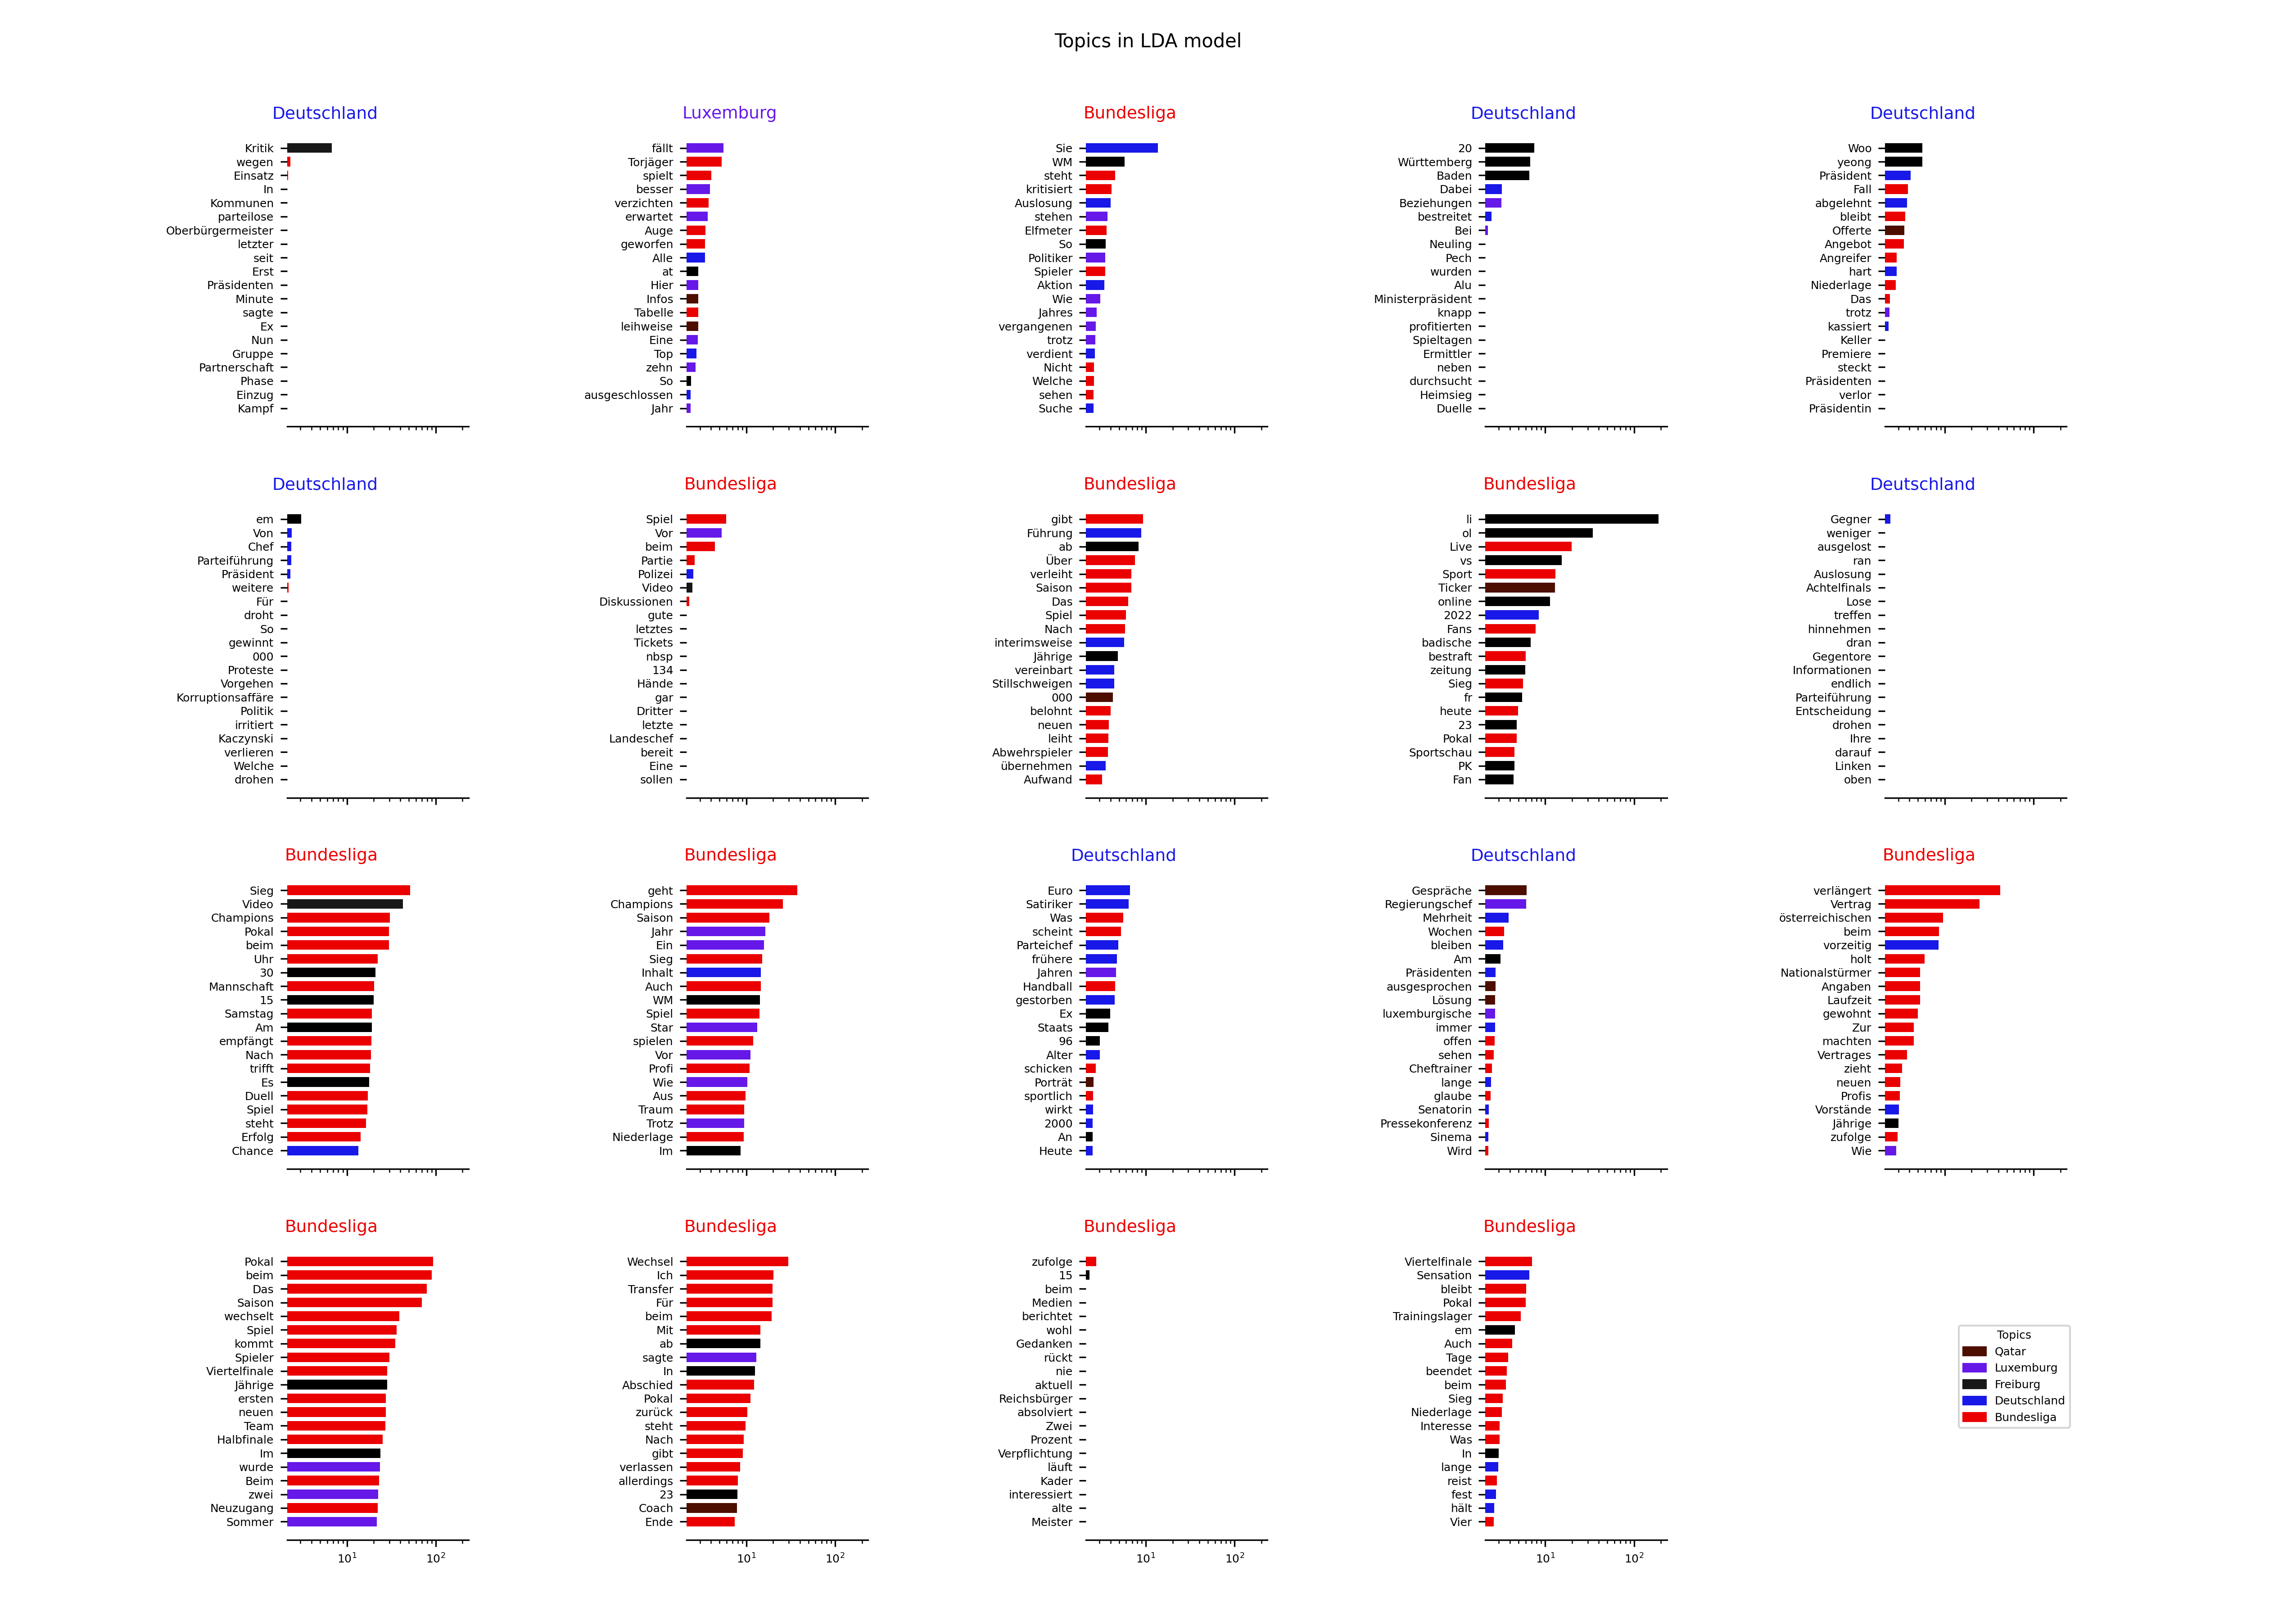 Topics in LDA model
Deutschland
Kritik
wegen
Einsatz
In
Kommunen
parteilose
Oberbürgermeister
letzter
seit
Erst
Präsidenten
Minute
sagte
Ex
Nun
Gruppe
Partnerschaft
Phase
Einzug
Kampf
Luxemburg
fällt
Torjäger
spielt
besser
verzichten
erwartet
Auge
geworfen
Alle
at
Hier
Infos
Tabelle
leihweise
Eine
Top
zehn
So
ausgeschlossen
Jahr
Bundesliga
Sie
WM
steht
kritisiert
Auslosung
stehen
Elfmeter
So
Politiker
Spieler
Aktion
Wie
Jahres
vergangenen
trotz
verdient
Nicht
Welche
sehen
Suche
Deutschland
20
Württemberg
Baden
Dabei
Beziehungen
bestreitet
Bei
Neuling
Pech
wurden
Alu
Ministerpräsident
knapp
profitierten
Spieltagen
Ermittler
neben
durchsucht
Heimsieg
Duelle
Deutschland
Woo
yeong
Präsident
Fall
abgelehnt
bleibt
Offerte
Angebot
Angreifer
hart
Niederlage
Das
trotz
kassiert
Keller
Premiere
steckt
Präsidenten
verlor
Präsidentin
Deutschland
em
Von
Chef
Parteiführung
Präsident
weitere
Für
droht
So
gewinnt
000
Proteste
Vorgehen
Korruptionsaffäre
Politik
irritiert
Kaczynski
verlieren
Welche
drohen
Bundesliga
Spiel
Vor
beim
Partie
Polizei
Video
Diskussionen
gute
letztes
Tickets
nbsp
134
Hände
gar
Dritter
letzte
Landeschef
bereit
Eine
sollen
Bundesliga
gibt
Führung
ab
Über
verleiht
Saison
Das
Spiel
Nach
interimsweise
Jährige
vereinbart
Stillschweigen
000
belohnt
neuen
leiht
Abwehrspieler
übernehmen
Aufwand
Bundesliga
li
ol
Live
vs
Sport
Ticker
online
2022
Fans
badische
bestraft
zeitung
Sieg
fr
heute
23
Pokal
Sportschau
PK
Fan
Deutschland
Gegner
weniger
ausgelost
ran
Auslosung
Achtelfinals
Lose
treffen
hinnehmen
dran
Gegentore
Informationen
endlich
Parteiführung
Entscheidung
drohen
Ihre
darauf
Linken
oben
Bundesliga
Sieg
Video
Champions
Pokal
beim
Uhr
30
Mannschaft
15
Samstag
Am
empfängt
Nach
trifft
Es
Duell
Spiel
steht
Erfolg
Chance
Bundesliga
geht
Champions
Saison
Jahr
Ein
Sieg
Inhalt
Auch
WM
Spiel
Star
spielen
Vor
Profi
Wie
Aus
Traum
Trotz
Niederlage
Im
Deutschland
Euro
Satiriker
Was
scheint
Parteichef
frühere
Jahren
Handball
gestorben
Ex
Staats
96
Alter
schicken
Porträt
sportlich
wirkt
2000
An
Heute
Deutschland
Gespräche
Regierungschef
Mehrheit
Wochen
bleiben
Am
Präsidenten
ausgesprochen
Lösung
luxemburgische
immer
offen
sehen
Cheftrainer
lange
glaube
Senatorin
Pressekonferenz
Sinema
Wird
Bundesliga
verlängert
Vertrag
österreichischen
beim
vorzeitig
holt
Nationalstürmer
Angaben
Laufzeit
gewohnt
Zur
machten
Vertrages
zieht
neuen
Profis
Vorstände
Jährige
zufolge
Wie
Bundesliga
Pokal
beim
Das
Saison
wechselt
Spiel
kommt
Spieler
Viertelfinale
Jährige
ersten
neuen
Team
Halbfinale
Im
wurde
Beim
zwei
Neuzugang
Sommer
10¹ 10²
Bundesliga
Wechsel
Ich
Transfer
Für
beim
Mit
ab
sagte
In
Abschied
Pokal
zurück
steht
Nach
gibt
verlassen
allerdings
23
Coach
Ende
10¹ 10²
Bundesliga
zufolge
15
beim
Medien
berichtet
wohl
Gedanken
rückt
nie
aktuell
Reichsbürger
absolviert
Zwei
Prozent
Verpflichtung
läuft
Kader
interessiert
alte
Meister
10¹ 10²
Bundesliga
Viertelfinale
Sensation
bleibt
Pokal
Trainingslager
em
Auch
Tage
beendet
beim
Sieg
Niederlage
Interesse
Was
In
lange
reist
fest
hält
Vier
10¹ 10²
Topics
Qatar
Luxemburg
Freiburg
Deutschland
Bundesliga